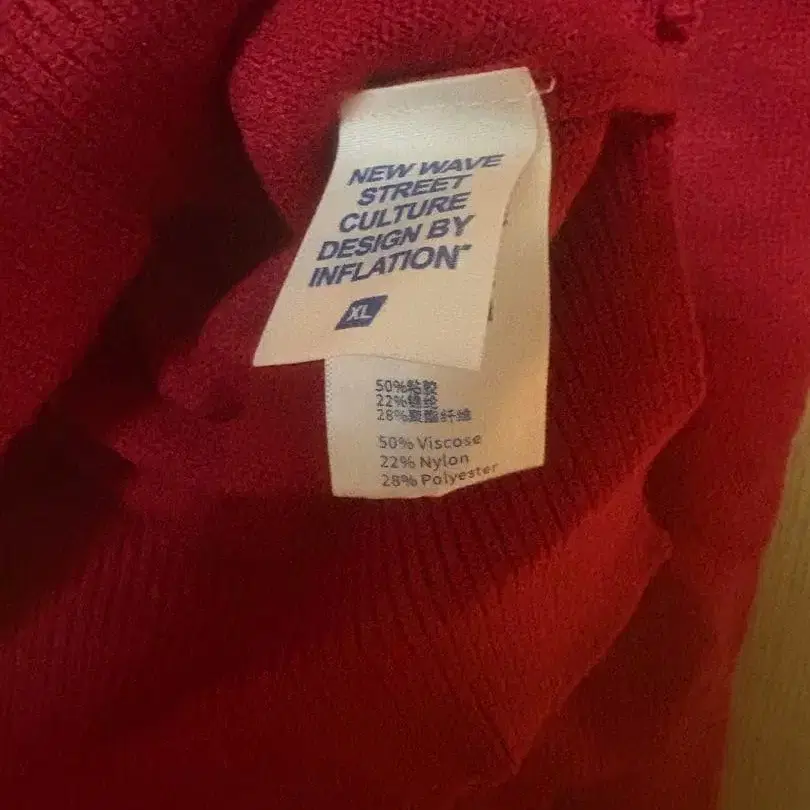 NEW WAVE
STREET
CULTURE
DESIGN BY
INFLATION™
XL
50%粘胶
22%锦纶
28%聚酯纤维
50% Viscose
22% Nylon
28% Polyester